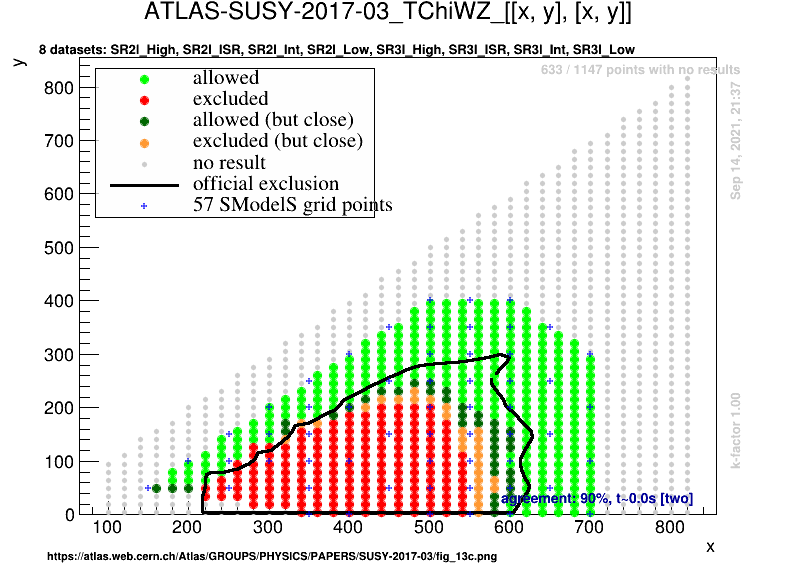 ATLAS-SUSY-2017-03_TChiWZ_[[x, y], [x, y]]
8 datasets: SR2l_High, SR2l_ISR, SR2l_Int, SR2l_Low, SR3l_High, SR3l_ISR, SR3l_Int, SR3l_Low
y
633 / 1147 points with no results
allowed
excluded
allowed (but close)
excluded (but close)
no result
official exclusion
57 SModelS grid points
Sep 14, 2021, 21:37
k-factor 1.00
800
700
600
500
400
300
200
100
0
agreement: 90%, t~0.0s [two]
100 200 300 400 500 600 700 800
x
https://atlas.web.cern.ch/Atlas/GROUPS/PHYSICS/PAPERS/SUSY-2017-03/fig_13c.png